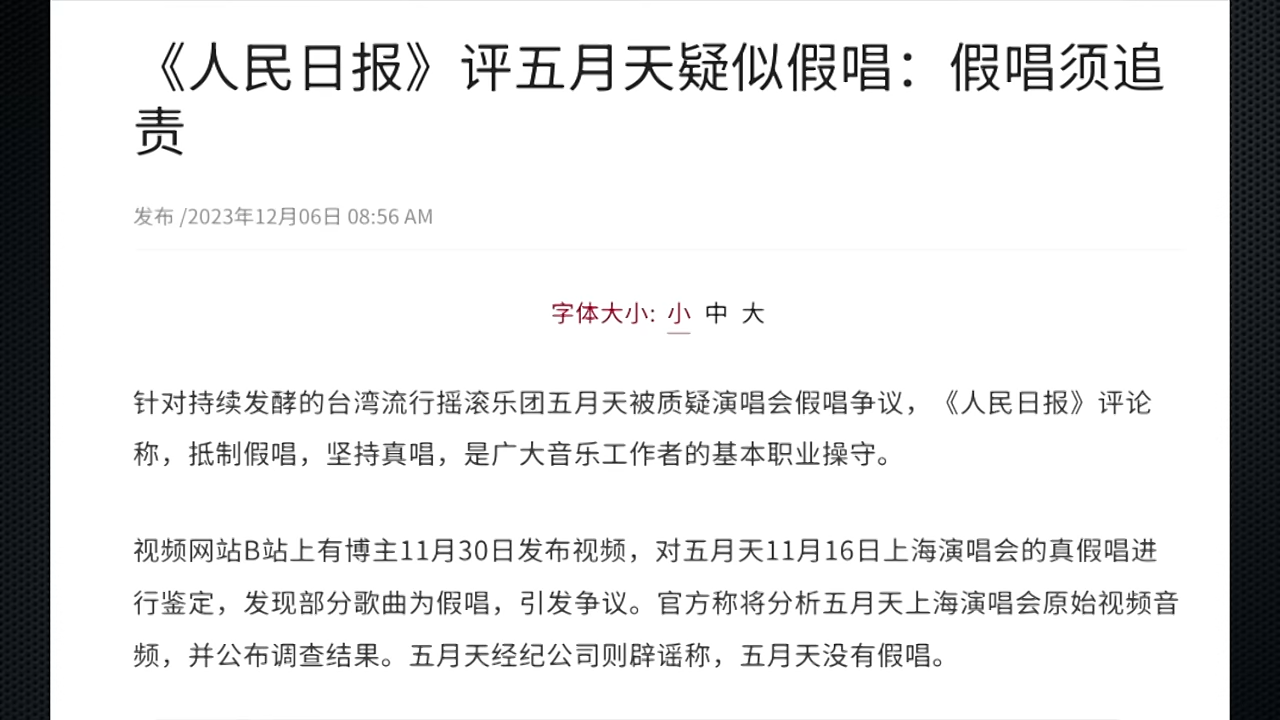 《人民日报》评五月天疑似假唱：假唱须追
责
发布 /2023年12月06日 08:56 AM
字体大小: 小 中 大
针对持续发酵的台湾流行摇滚乐团五月天被质疑演唱会假唱争议，《人民日报》评论
称，抵制假唱，坚持真唱，是广大音乐工作者的基本职业操守。
视频网站B站上有博主11月30日发布视频，对五月天11月16日上海演唱会的真假唱进
行鉴定，发现部分歌曲为假唱，引发争议。官方称将分析五月天上海演唱会原始视频音
频，并公布调查结果。五月天经纪公司则辟谣称，五月天没有假唱。